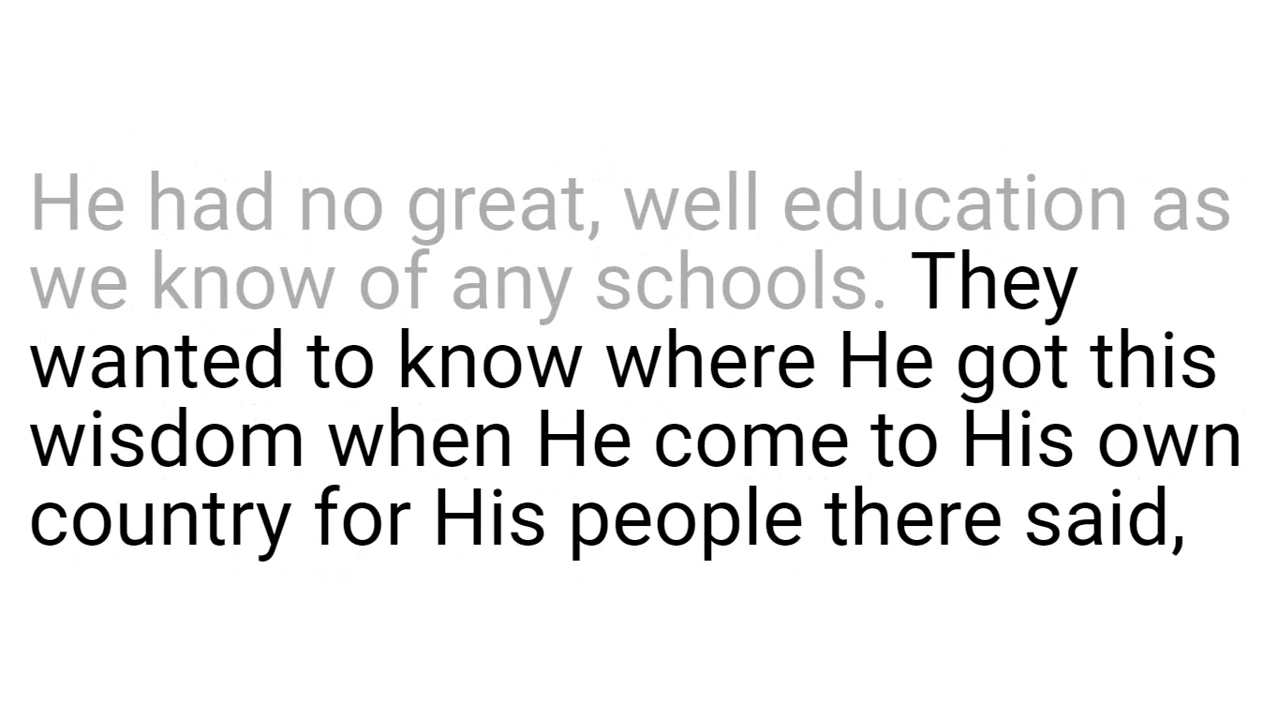 He had no great, well education as
we know of any schools. They
wanted to know where He got this
wisdom when He come to His own
country for His people there said,